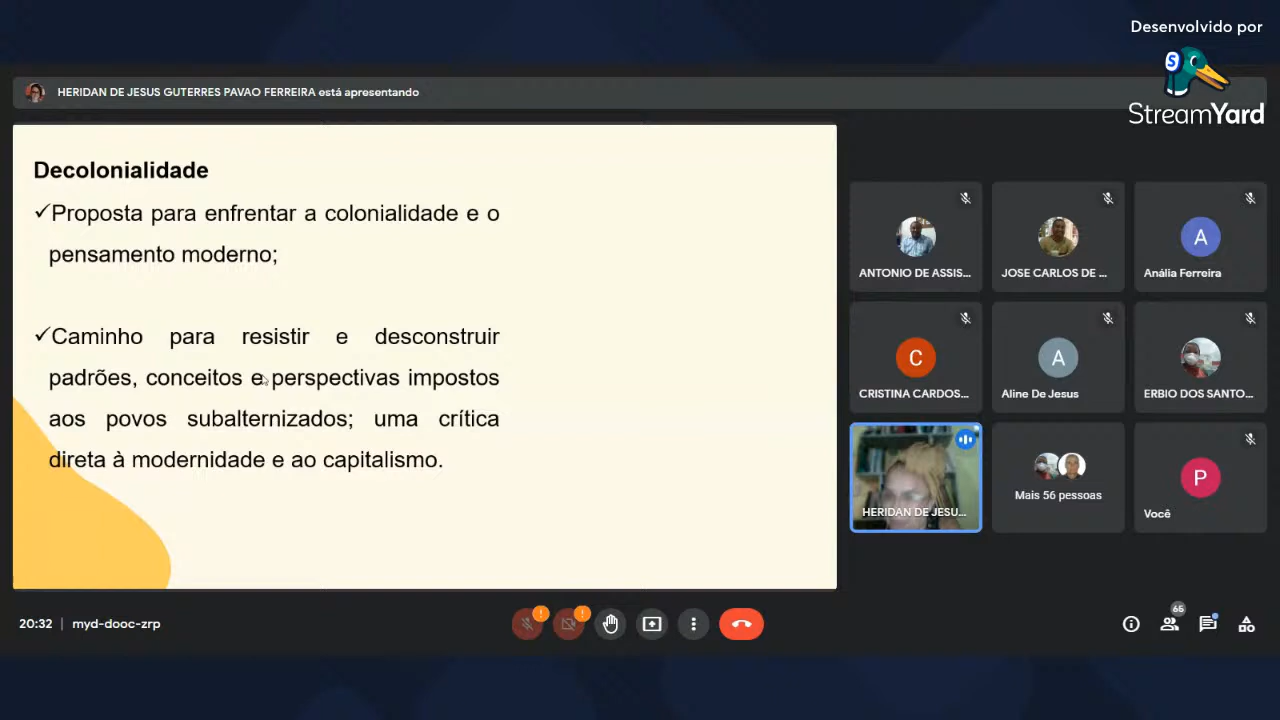 Desenvolvido por
StreamYard
HERIDAN DE JESUS GUTERRES PAVAO FERREIRA está apresentando
Decolonialidade
✓Proposta para enfrentar a colonialidade e o
pensamento moderno;
✓Caminho para resistir e desconstruir
padrões, conceitos e perspectivas impostos
aos povos subalternizados; uma crítica
direta à modernidade e ao capitalismo.
ANTONIO DE ASSIS...
JOSE CARLOS DE ...
A
Anália Ferreira
C
CRISTINA CARDOS...
A
Aline De Jesus
ERBIO DOS SANTO...
HERIDAN DE JESU...
Mais 56 pessoas
P
Você
20:32 | myd-dooc-zrp
65